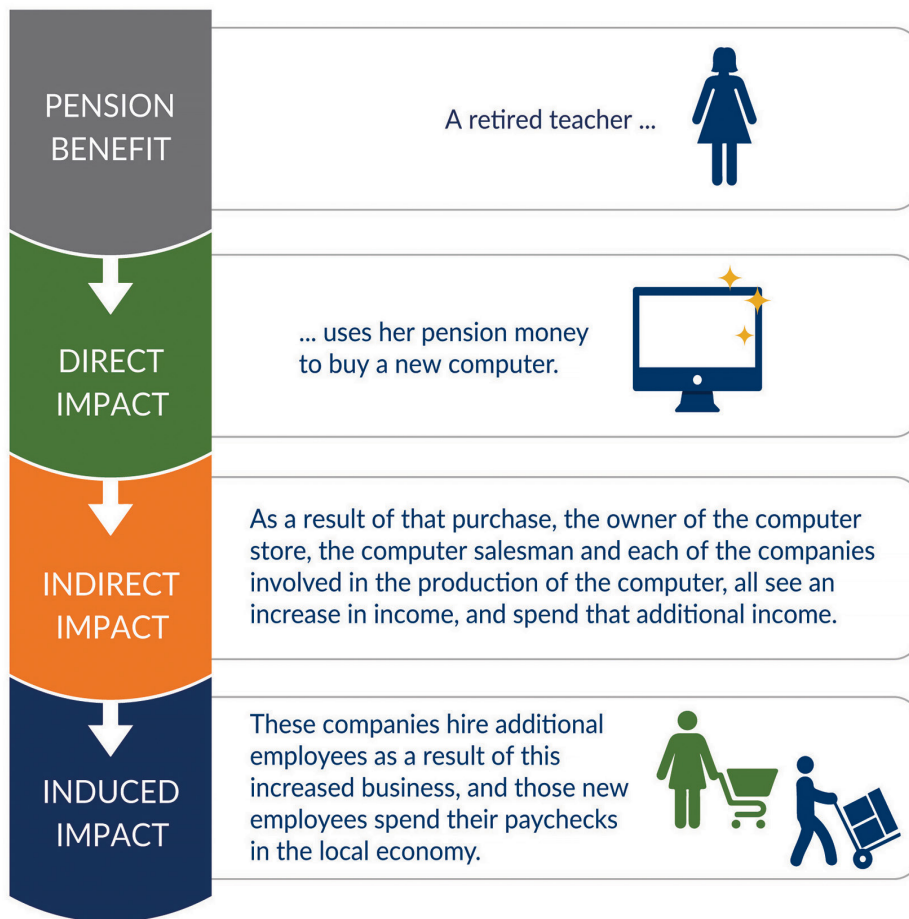 PENSION
BENEFIT
A retired teacher ...
DIRECT
IMPACT
... uses her pension money
to buy a new computer.
INDIRECT
IMPACT
As a result of that purchase, the owner of the computer
store, the computer salesman and each of the companies
involved in the production of the computer, all see an
increase in income, and spend that additional income.
INDUCED
IMPACT
These companies hire additional
employees as a result of this
increased business, and those new
employees spend their paychecks
in the local economy.